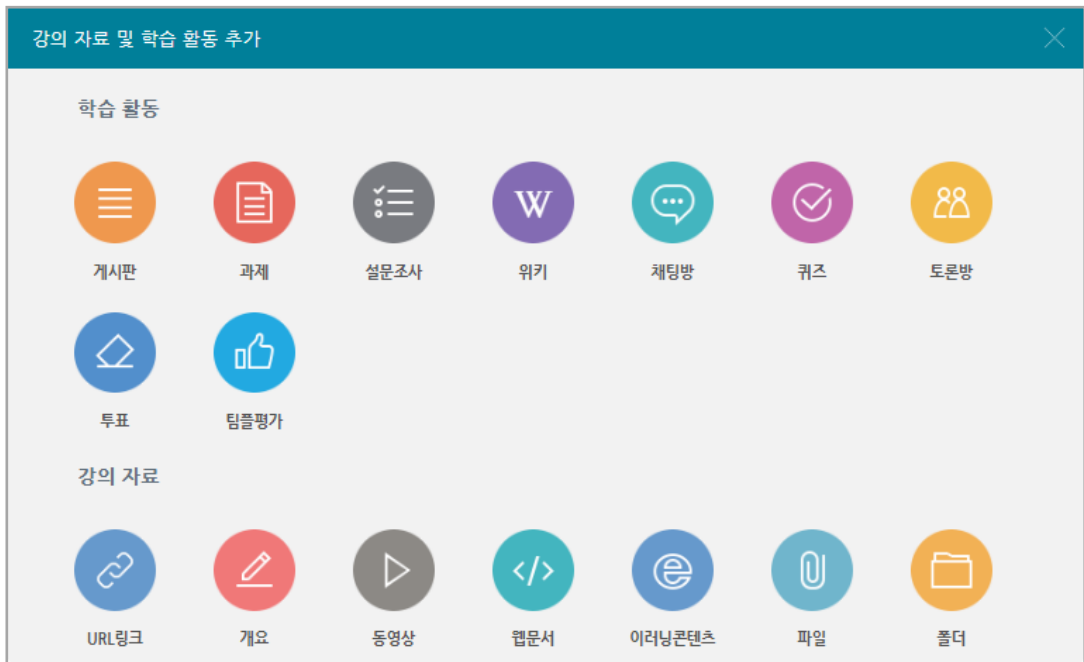 강의 자료 및 학습 활동 추가
학습 활동
게시판 과제 설문조사 위키 채팅방 퀴즈 토론방
투표 팀플평가
강의 자료
URL링크 개요 동영상 웹문서 이러닝콘텐츠 파일 폴더